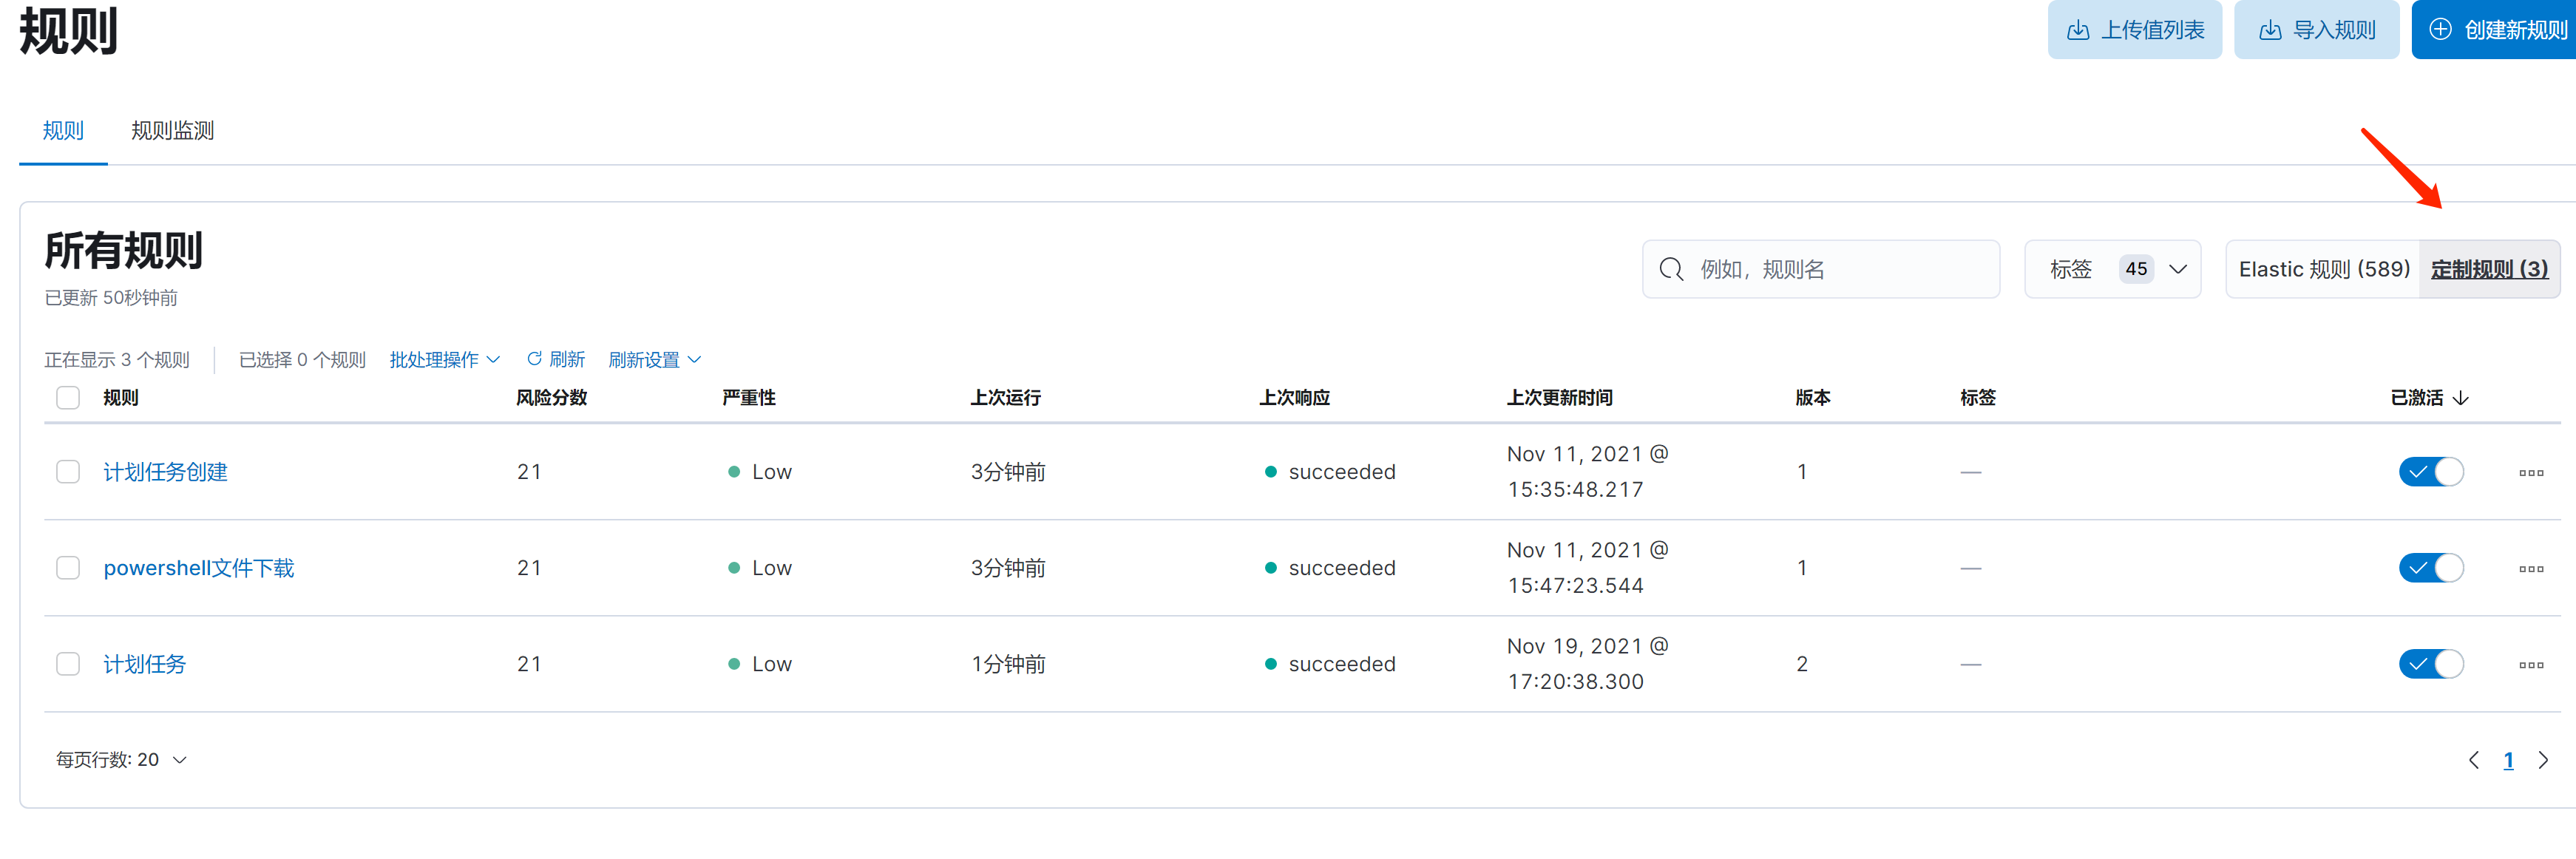 规则
上传值列表
导入规则
创建新规则
规则
规则监测
所有规则
已更新 50秒钟前
例如，规则名
标签 45
Elastic 规则 (589)
定制规则 (3)
正在显示 3 个规则
已选择 0 个规则
批处理操作
刷新
刷新设置
规则 风险分数 严重性 上次运行 上次响应 上次更新时间 版本 标签 已激活
计划任务创建 21 Low 3分钟前 succeeded Nov 11, 2021 @
15:35:48.217 1 —
powershell文件下载 21 Low 3分钟前 succeeded Nov 11, 2021 @
15:47:23.544 1 —
计划任务 21 Low 1分钟前 succeeded Nov 19, 2021 @
17:20:38.300 2 —
每页行数: 20
1